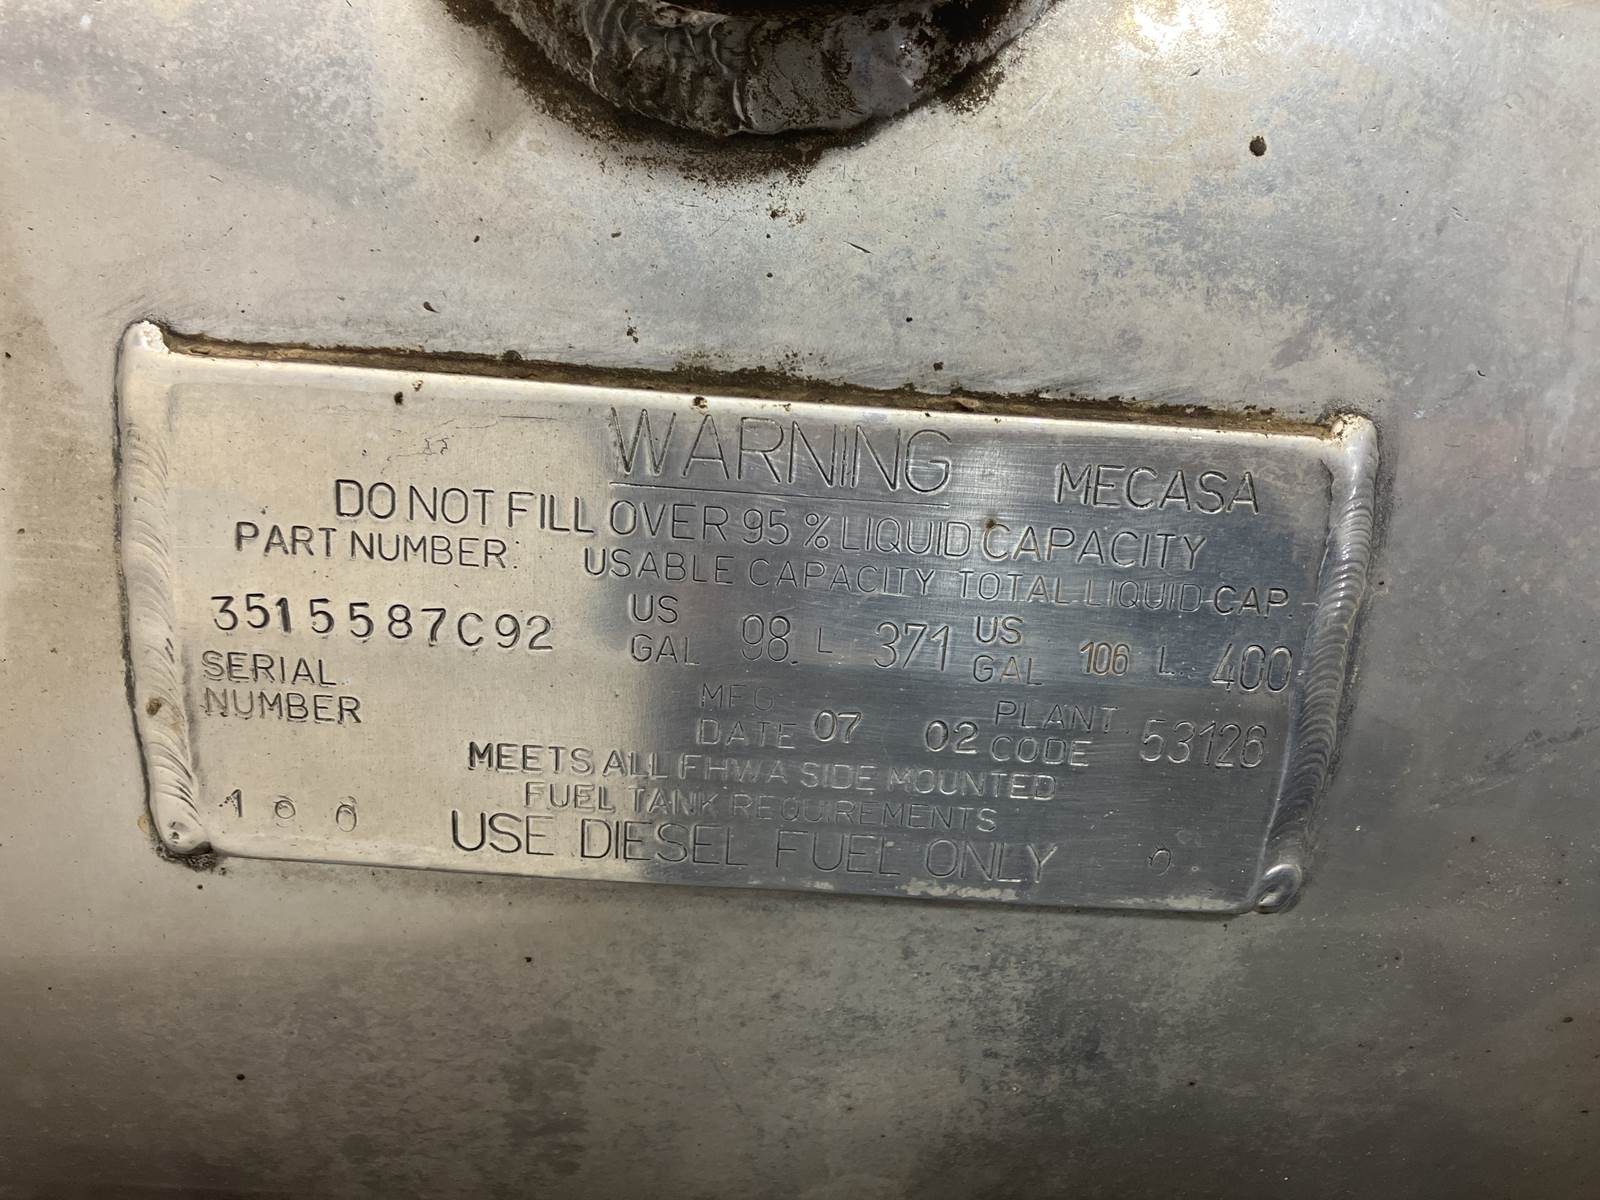 WARNING MECASA
DO NOT FILL OVER 95 % LIQUID CAPACITY
PART NUMBER: USABLE CAPACITY TOTAL LIQUID CAP.
3515587C92 US GAL 98 L 371 US GAL 106 L 400
SERIAL NUMBER MFG DATE 07 02 PLANT CODE 53126
MEETS ALL FHWA SIDE MOUNTED
FUEL TANK REQUIREMENTS
USE DIESEL FUEL ONLY